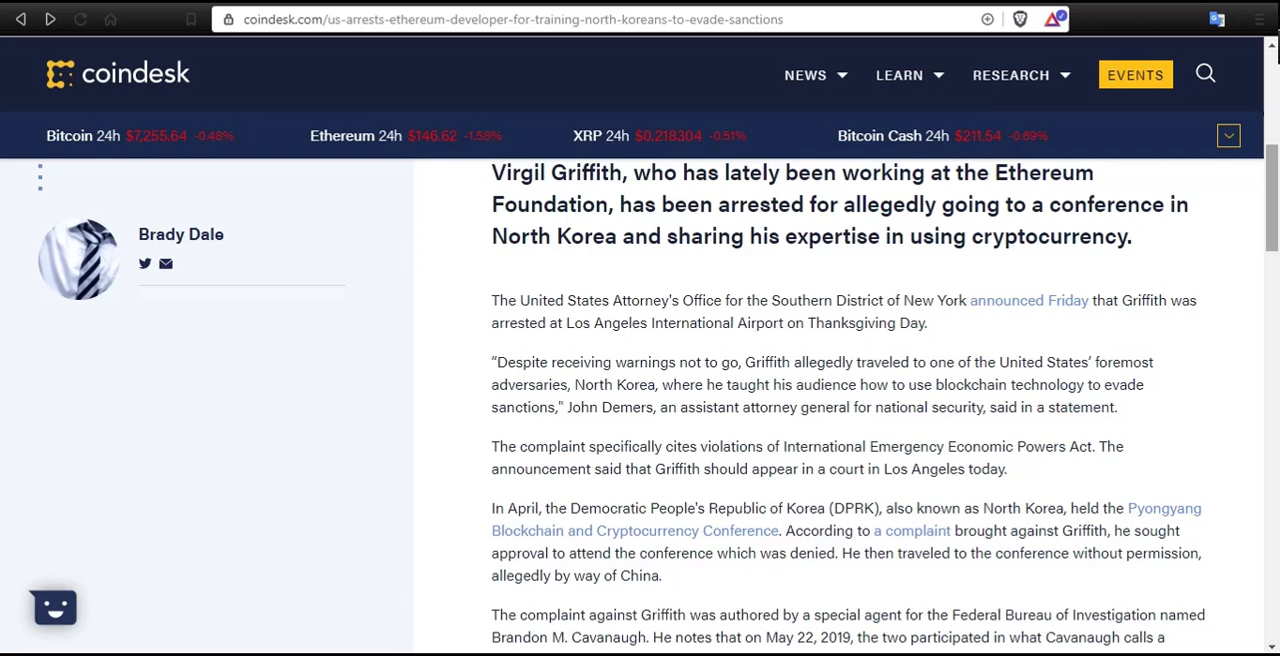 coindesk.com/us-arrests-ethereum-developer-for-training-north-koreans-to-evade-sanctions
coindesk NEWS LEARN RESEARCH EVENTS
Bitcoin 24h $7,255.64 -0.48% Ethereum 24h $146.62 -1.58% XRP 24h $0.218304 -0.51% Bitcoin Cash 24h $211.54 -0.69%
Brady Dale
Virgil Griffith, who has lately been working at the Ethereum
Foundation, has been arrested for allegedly going to a conference in
North Korea and sharing his expertise in using cryptocurrency.
The United States Attorney's Office for the Southern District of New York announced Friday that Griffith was
arrested at Los Angeles International Airport on Thanksgiving Day.
“Despite receiving warnings not to go, Griffith allegedly traveled to one of the United States’ foremost
adversaries, North Korea, where he taught his audience how to use blockchain technology to evade
sanctions," John Demers, an assistant attorney general for national security, said in a statement.
The complaint specifically cites violations of International Emergency Economic Powers Act. The
announcement said that Griffith should appear in a court in Los Angeles today.
In April, the Democratic People's Republic of Korea (DPRK), also known as North Korea, held the Pyongyang
Blockchain and Cryptocurrency Conference. According to a complaint brought against Griffith, he sought
approval to attend the conference which was denied. He then traveled to the conference without permission,
allegedly by way of China.
The complaint against Griffith was authored by a special agent for the Federal Bureau of Investigation named
Brandon M. Cavanaugh. He notes that on May 22, 2019, the two participated in what Cavanaugh calls a